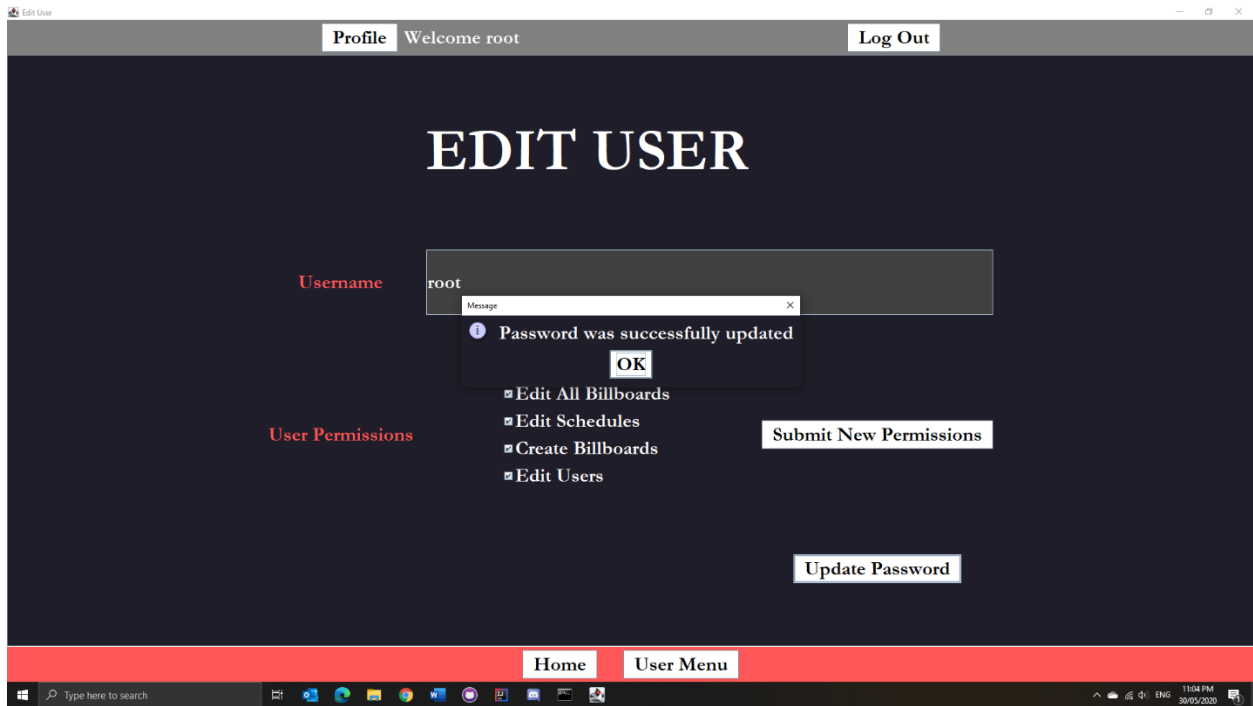 Edit User
Profile Welcome root Log Out
EDIT USER
Username root
Message
Password was successfully updated
OK
Edit All Billboards
Edit Schedules
User Permissions Submit New Permissions
Create Billboards
Edit Users
Update Password
Home User Menu
Type here to search ENG 11:04 PM
30/05/2020